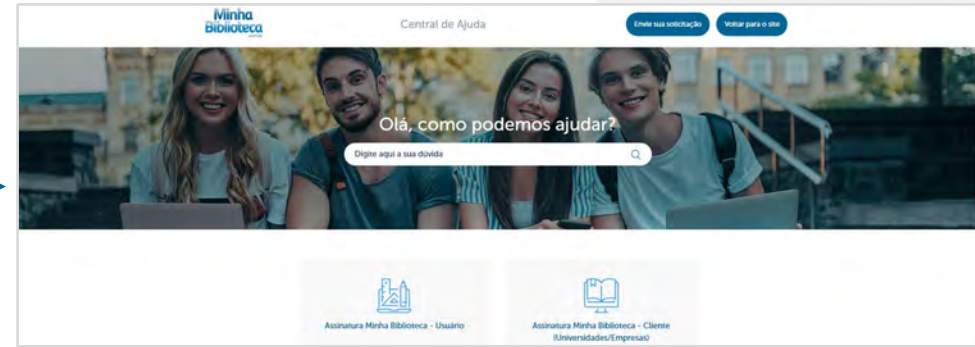 Minha
Biblioteca
Central de Ajuda
Envie sua solicitação
Voltar para o site
Olá, como podemos ajudar?
Digite aqui a sua dúvida
Assinatura Minha Biblioteca - Usuário
Assinatura Minha Biblioteca - Cliente
(Universidades/Empresas)